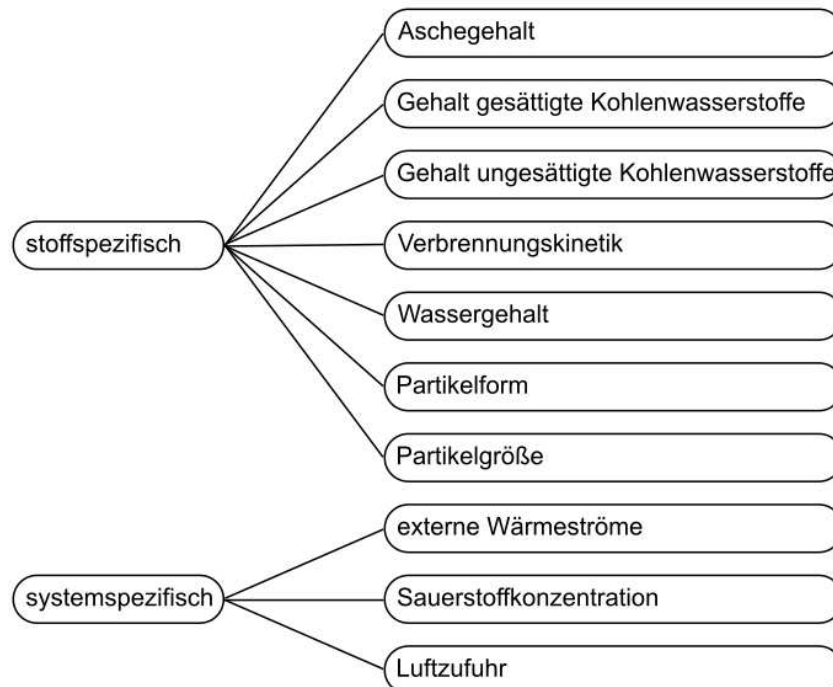 stoffspezifisch
Aschegehalt
Gehalt gesättigte Kohlenwasserstoffe
Gehalt ungesättigte Kohlenwasserstoffe
Verbrennungskinetik
Wassergehalt
Partikelform
Partikelgröße
systemspezifisch
externe Wärmeströme
Sauerstoffkonzentration
Luftzufuhr